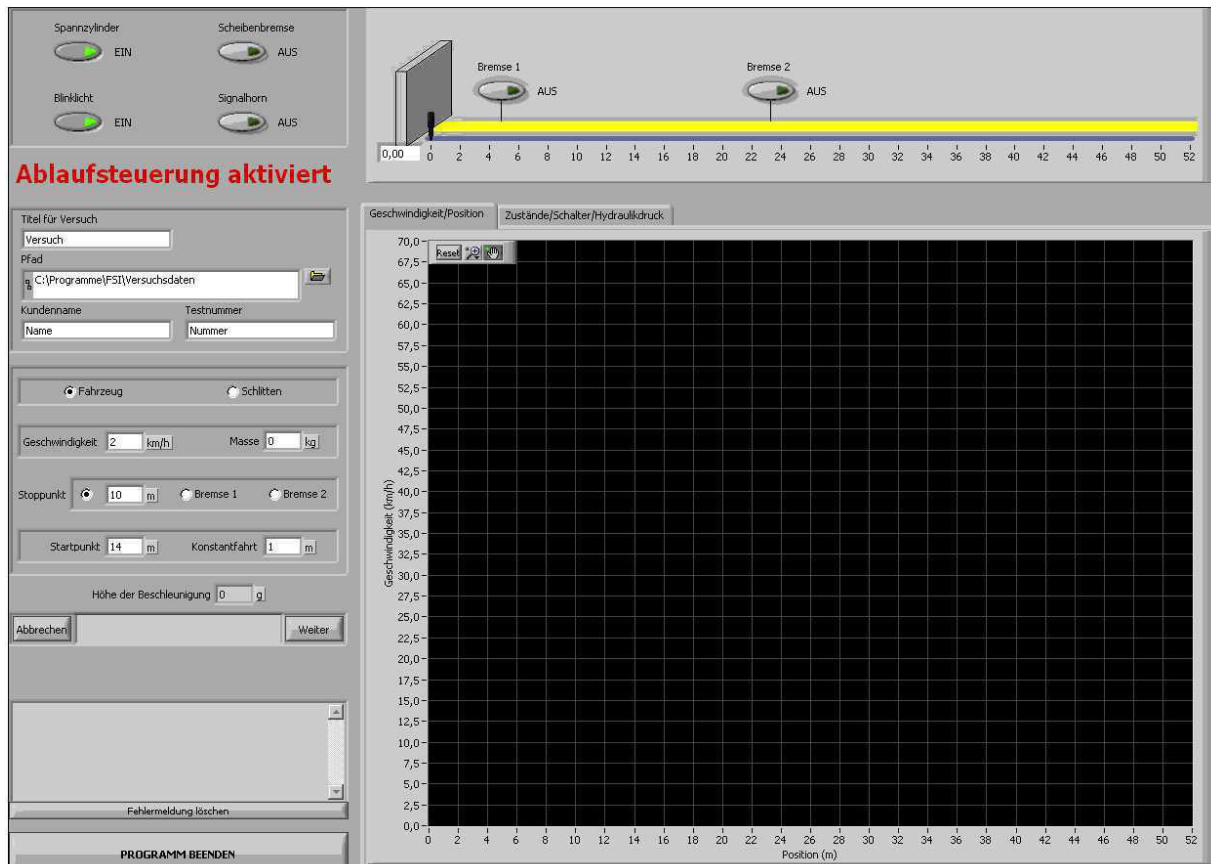 Spannzylinder Scheibenbremse
EIN AUS
Blinklicht Signalhorn
EIN AUS
Ablaufsteuerung aktiviert
Titel für Versuch
Versuch
Pfad
C:\Programme\FSI\Versuchsdaten
Kundenname Testnummer
Name Nummer
Fahrzeug Schlitten
Geschwindigkeit 2 km/h Masse 0 kg
Stoppunkt 10 m Bremse 1 Bremse 2
Startpunkt 14 m Konstantfahrt 1 m
Höhe der Beschleunigung 0 g
Abbrechen Weiter
Fehlermeldung löschen
PROGRAMM BEENDEN
Bremse 1 Bremse 2
AUS AUS
0,00 0 2 4 6 8 10 12 14 16 18 20 22 24 26 28 30 32 34 36 38 40 42 44 46 48 50 52
Geschwindigkeit/Position Zustände/Schalter/Hydraulikdruck
Reset
70,0
67,5
65,0
62,5
60,0
57,5
55,0
52,5
50,0
47,5
45,0
42,5
40,0
37,5
35,0
32,5
30,0
27,5
25,0
22,5
20,0
17,5
15,0
12,5
10,0
7,5
5,0
2,5
0,0
Geschwindigkeit (km/h)
0 2 4 6 8 10 12 14 16 18 20 22 24 26 28 30 32 34 36 38 40 42 44 46 48 50 52
Position (m)